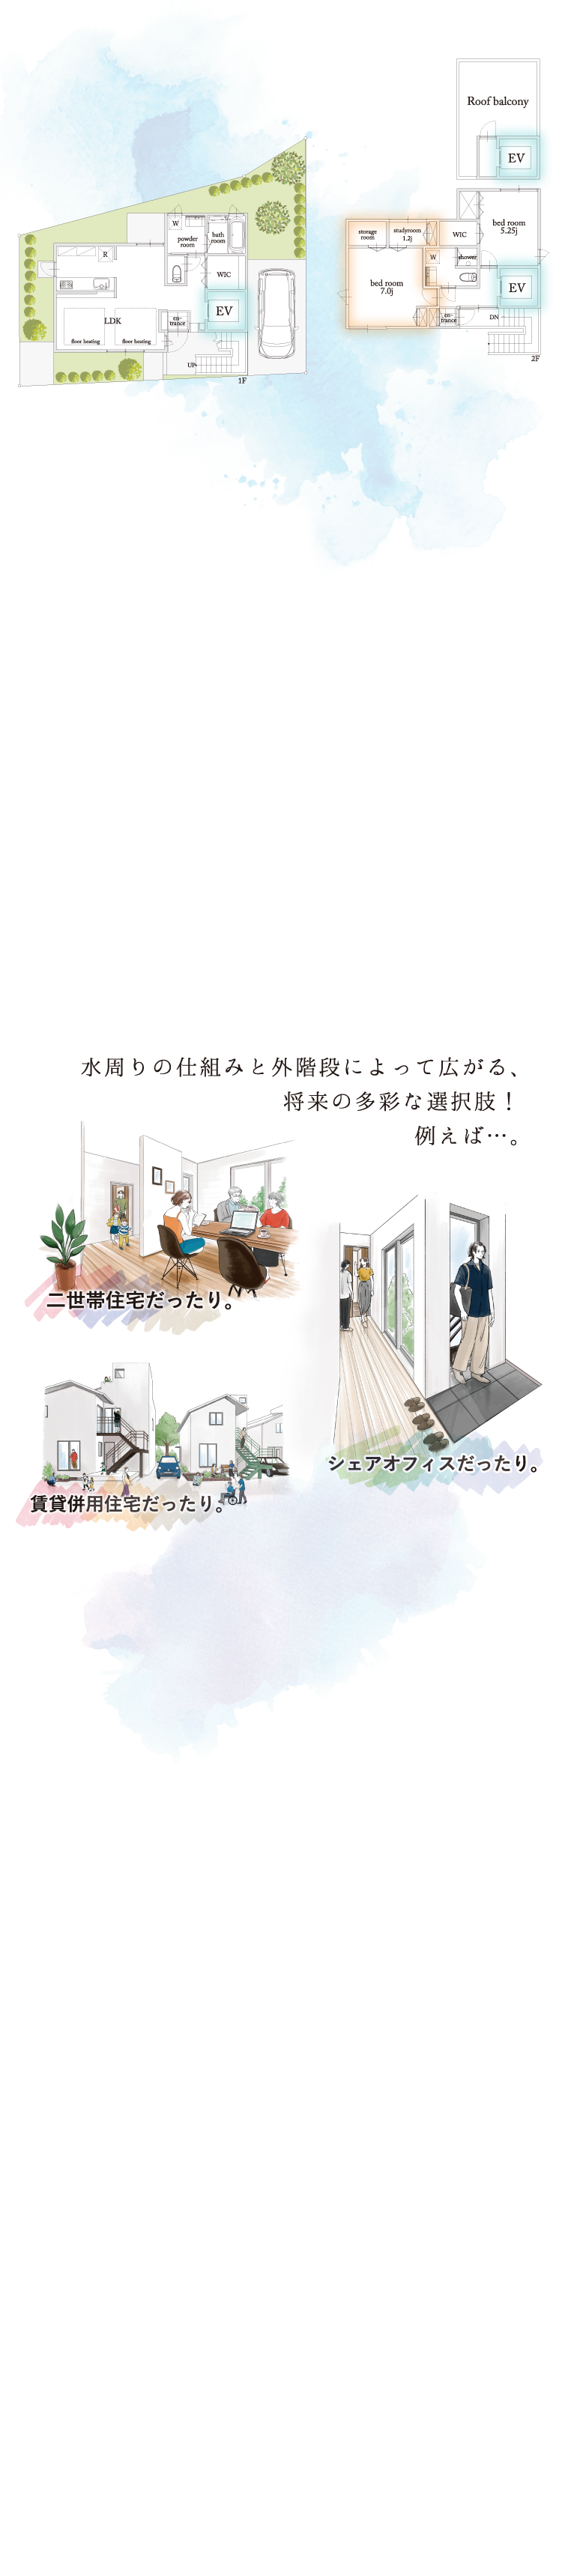 Roof balcony
EV
W
powder room
bath room
R
WIC
EV
LDK
en-trance
floor heating
floor heating
UP
1F
storage room
studyroom 1.2j
WIC
bed room 5.25j
W
shower
bed room 7.0j
EV
en-trance
DN
2F
水周りの仕組みと外階段によって広がる、
将来の多彩な選択肢！
例えば…。
二世帯住宅だったり。
シェアオフィスだったり。
賃貸併用住宅だったり。